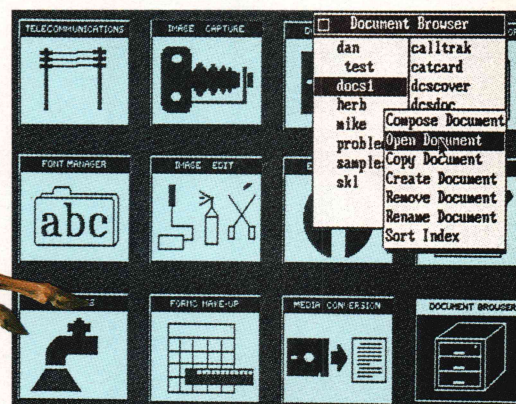 TELECOMMUNICATIONS
IMAGE CAPTURE
Document Browser
dan
test
docs1
herb
mike
skl
calltrak
catcard
dcscover
dcsdoc
Compose Document
Open Document
Copy Document
Create Document
Remove Document
Rename Document
Sort Index
FONT MANAGER
abc
IMAGE EDIT
FORMS MAKE-UP
MEDIA CONVERSION
DOCUMENT BROWSER